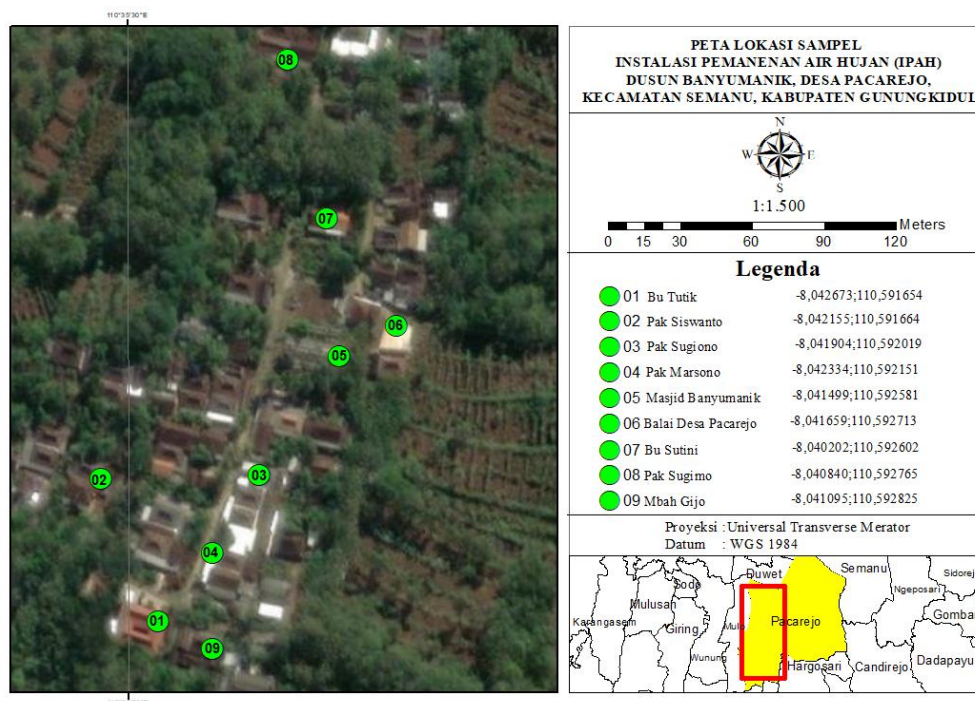 110°35'30"E
08
07
06
05
03
02
04
01
09
PETA LOKASI SAMPEL
INSTALASI PEMANENAN AIR HUJAN (IPAH)
DUSUN BANYUMANIK, DESA PACAREJO,
KECAMATAN SEMANU, KABUPATEN GUNUNGKIDUL
N
W E
S
1:1.500
Meters
0 15 30 60 90 120
Legenda
01 Bu Tutik -8,042673;110,591654
02 Pak Siswanto -8,042155;110,591664
03 Pak Sugiono -8,041904;110,592019
04 Pak Marsono -8,042334;110,592151
05 Masjid Banyumanik -8,041499;110,592581
06 Balai Desa Pacarejo -8,041659;110,592713
07 Bu Sutini -8,040202;110,592602
08 Pak Sugimo -8,040840;110,592765
09 Mbah Gijo -8,041095;110,592825
Proyeksi : Universal Transverse Merator
Datum : WGS 1984
Duwet Semanu
Sodo Sidorej
Ngeposari
Mulusan
Karangasem Giring Mulo Pacarejo Gomba
Wunung Hargosari Candirejo Dadapayu